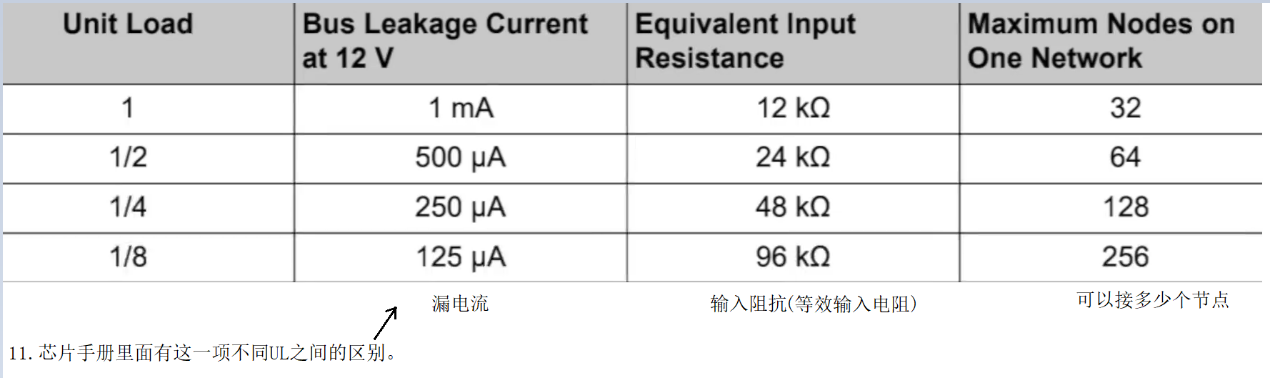 Unit Load Bus Leakage Current at 12 V Equivalent Input Resistance Maximum Nodes on One Network
1 1 mA 12 kΩ 32
1/2 500 µA 24 kΩ 64
1/4 250 µA 48 kΩ 128
1/8 125 µA 96 kΩ 256
漏电流 输入阻抗(等效输入电阻) 可以接多少个节点
11.芯片手册里面有这一项不同UL之间的区别。